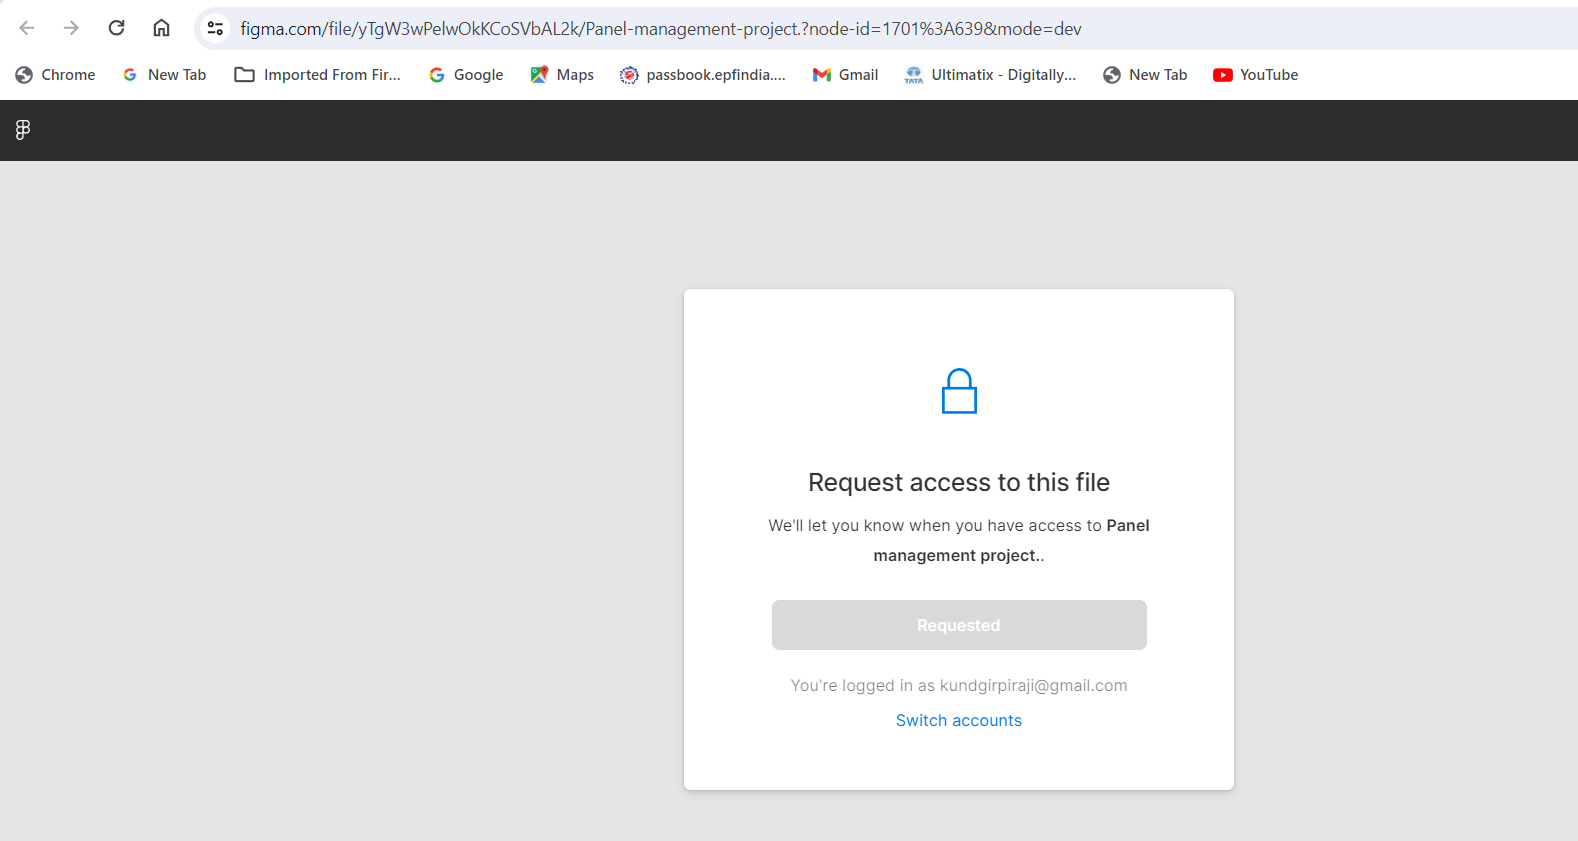 figma.com/file/yTgW3wPelwOkKCoSVbAL2k/Panel-management-project.?node-id=1701%3A639&mode=dev
Chrome New Tab Imported From Fir... Google Maps passbook.epfindia.... Gmail Ultimatix - Digitally... New Tab YouTube
Request access to this file
We'll let you know when you have access to Panel
management project..
Requested
You're logged in as kundgirpiraji@gmail.com
Switch accounts